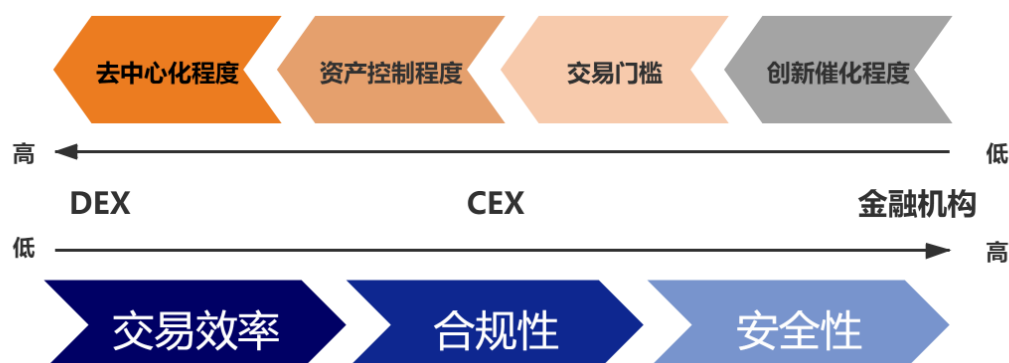 去中心化程度 资产控制程度 交易门槛 创新催化程度
高 低
DEX CEX 金融机构
低 高
交易效率 合规性 安全性